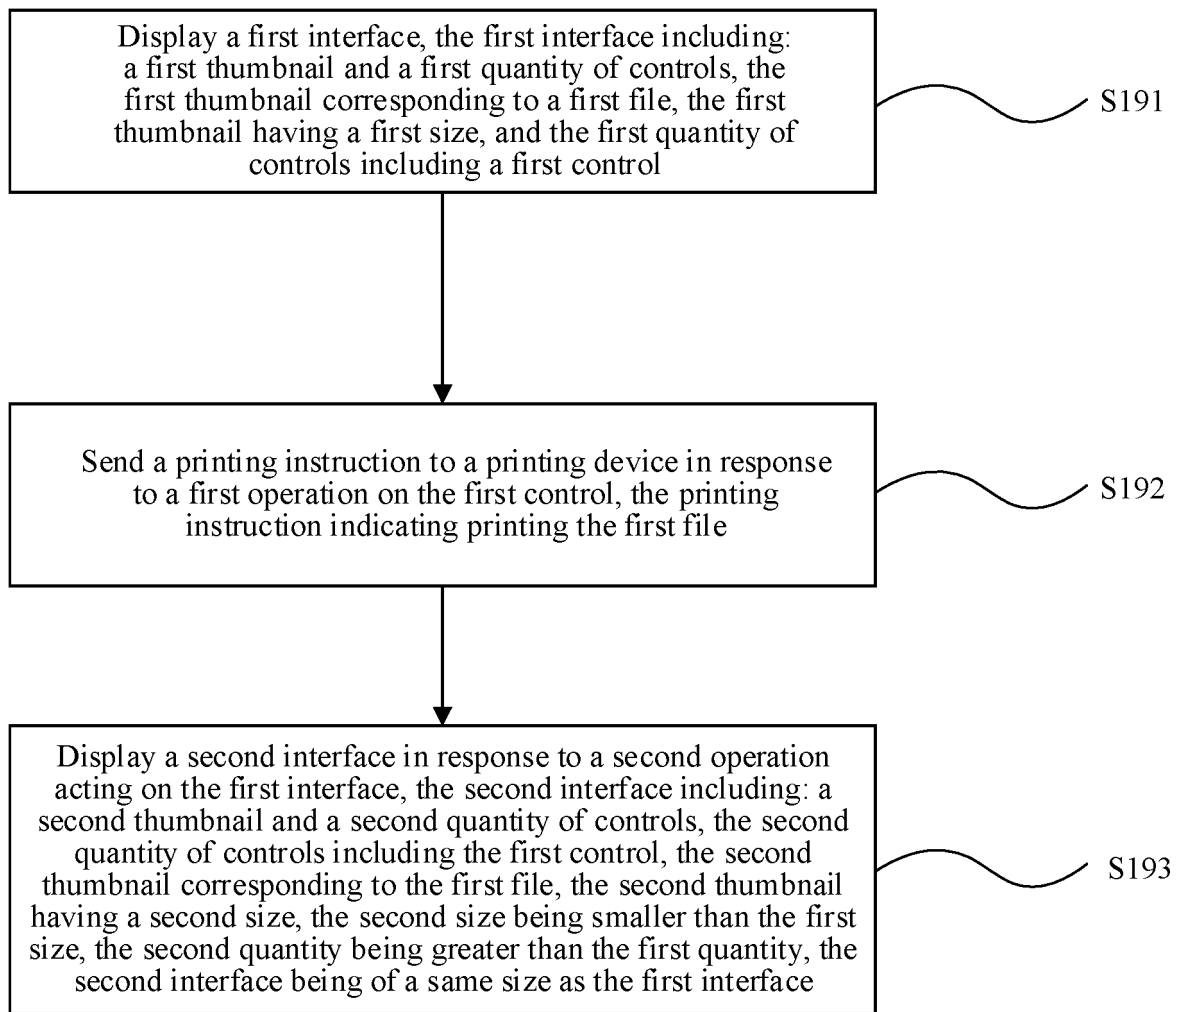 Display a first interface, the first interface including:
a first thumbnail and a first quantity of controls, the
first thumbnail corresponding to a first file, the first
thumbnail having a first size, and the first quantity of
controls including a first control
S191
Send a printing instruction to a printing device in response
to a first operation on the first control, the printing
instruction indicating printing the first file
S192
Display a second interface in response to a second operation
acting on the first interface, the second interface including: a
second thumbnail and a second quantity of controls, the second
quantity of controls including the first control, the second
thumbnail corresponding to the first file, the second thumbnail
having a second size, the second size being smaller than the first
size, the second quantity being greater than the first quantity, the
second interface being of a same size as the first interface
S193